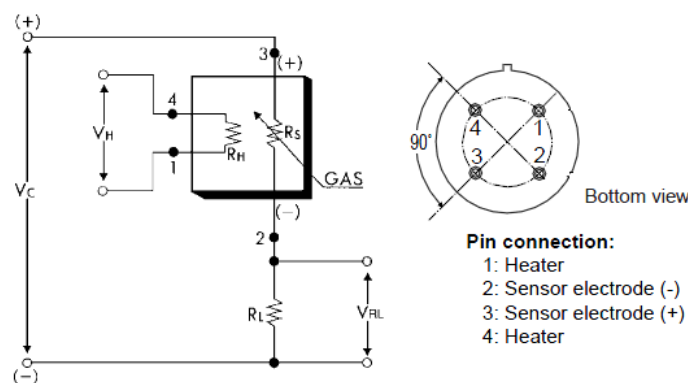 (+)
3
(+)
4
VH
RH
RS
1
GAS
VC
(−)
2
RL
VRL
(−)
90°
4
1
3
2
Bottom view
Pin connection:
1: Heater
2: Sensor electrode (-)
3: Sensor electrode (+)
4: Heater